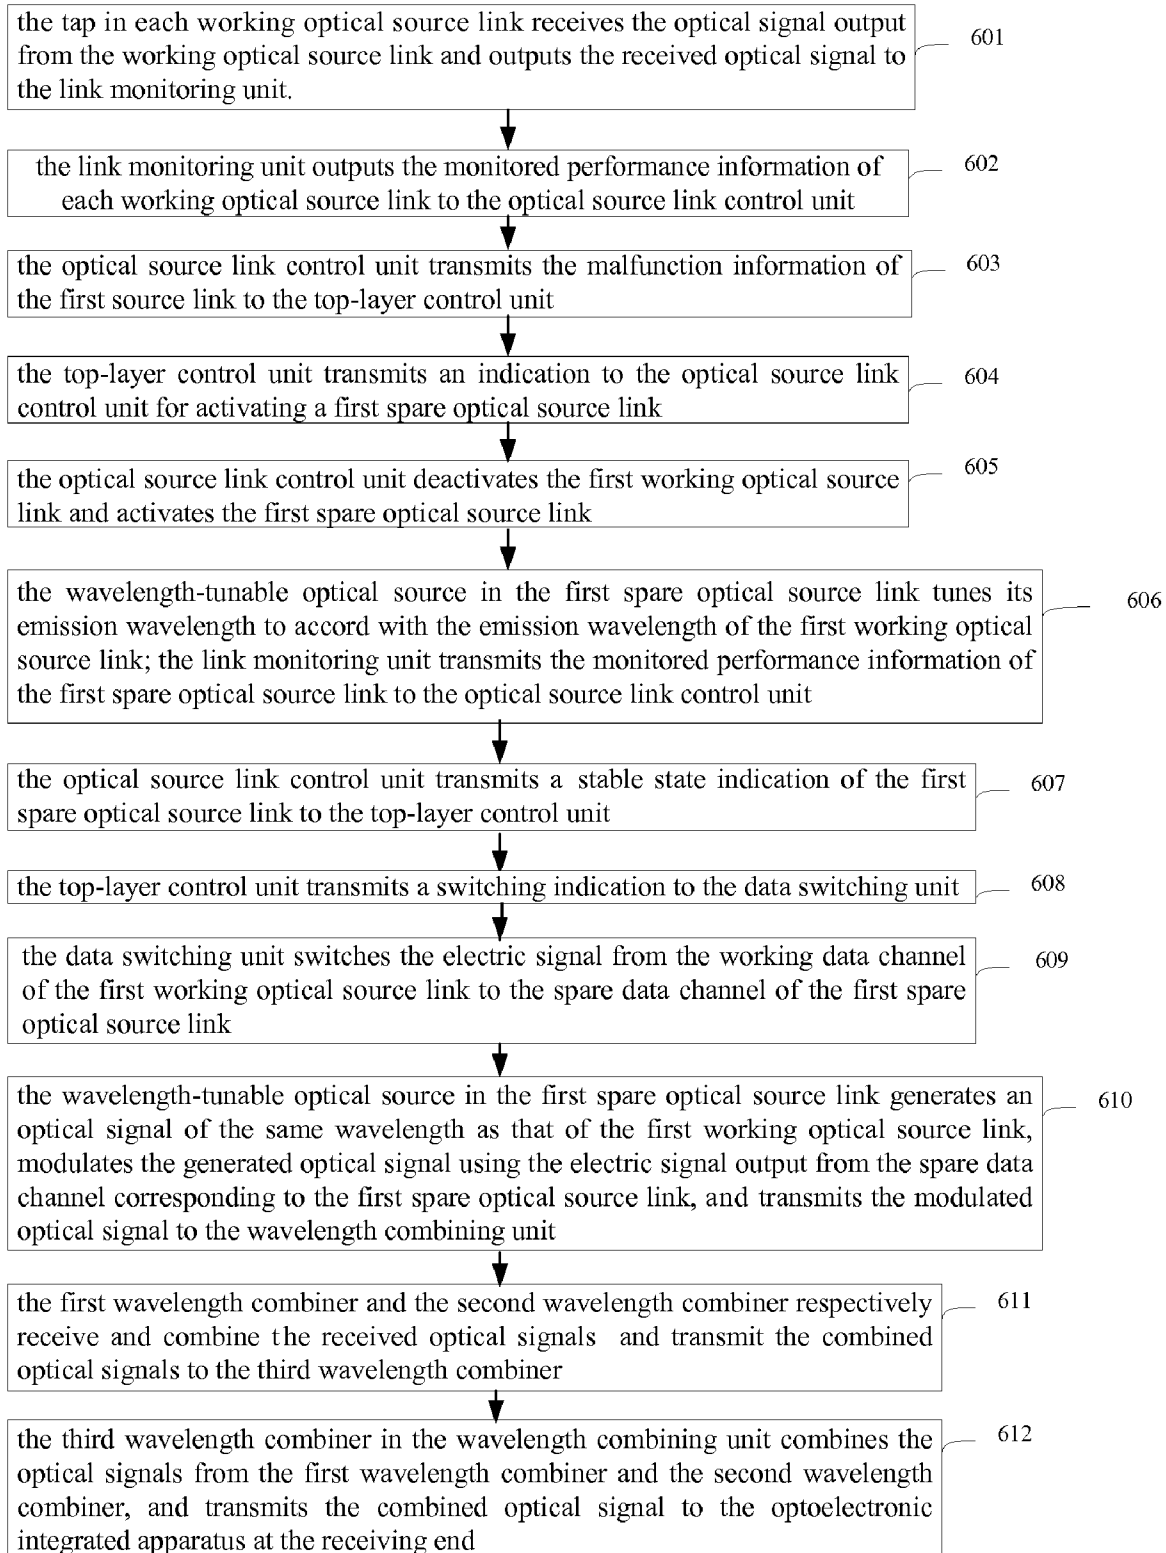 the tap in each working optical source link receives the optical signal output
from the working optical source link and outputs the received optical signal to
the link monitoring unit.
601
the link monitoring unit outputs the monitored performance information of
each working optical source link to the optical source link control unit
602
the optical source link control unit transmits the malfunction information of
the first source link to the top-layer control unit
603
the top-layer control unit transmits an indication to the optical source link
control unit for activating a first spare optical source link
604
the optical source link control unit deactivates the first working optical source
link and activates the first spare optical source link
605
the wavelength-tunable optical source in the first spare optical source link tunes its
emission wavelength to accord with the emission wavelength of the first working optical
source link; the link monitoring unit transmits the monitored performance information of
the first spare optical source link to the optical source link control unit
606
the optical source link control unit transmits a stable state indication of the first
spare optical source link to the top-layer control unit
607
the top-layer control unit transmits a switching indication to the data switching unit
608
the data switching unit switches the electric signal from the working data channel
of the first working optical source link to the spare data channel of the first spare
optical source link
609
the wavelength-tunable optical source in the first spare optical source link generates an
optical signal of the same wavelength as that of the first working optical source link,
modulates the generated optical signal using the electric signal output from the spare data
channel corresponding to the first spare optical source link, and transmits the modulated
optical signal to the wavelength combining unit
610
the first wavelength combiner and the second wavelength combiner respectively
receive and combine the received optical signals and transmit the combined
optical signals to the third wavelength combiner
611
the third wavelength combiner in the wavelength combining unit combines the
optical signals from the first wavelength combiner and the second wavelength
combiner, and transmits the combined optical signal to the optoelectronic
integrated apparatus at the receiving end
612